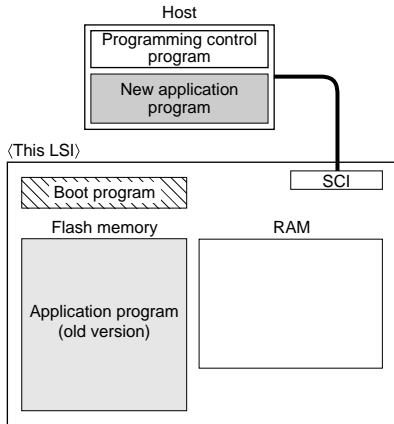 Host
Programming control
program
New application
program
〈This LSI〉
SCI
Boot program
Flash memory
RAM
Application program
(old version)